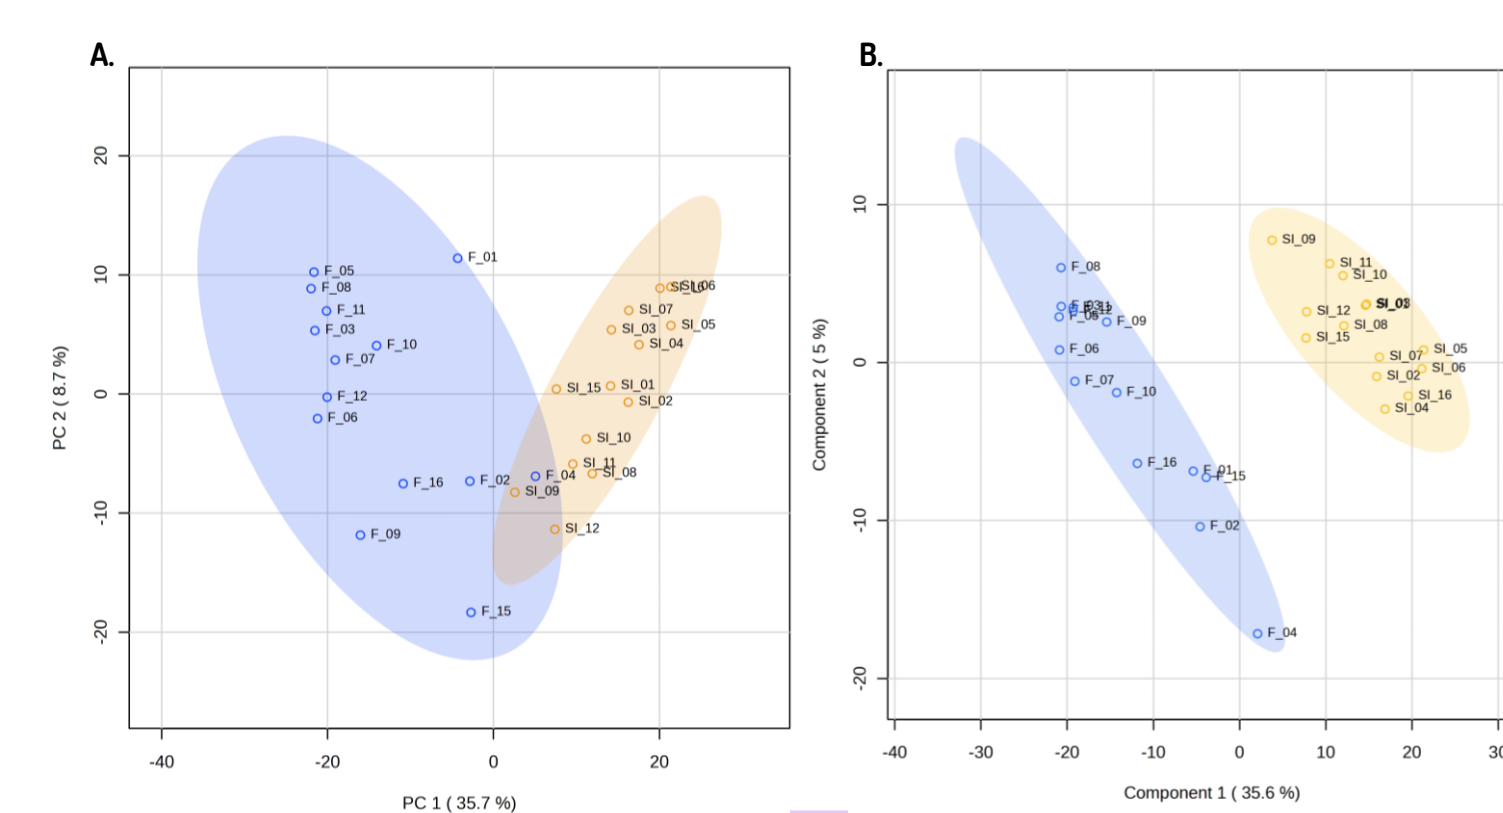 A.
20
10
0
-10
-20
-40
-20
0
20
PC 1 ( 35.7 %)
PC 2 ( 8.7 %)
F_01
F_05
F_08
F_11
F_03
F_10
F_07
F_12
F_06
F_16
F_02
F_04
F_09
F_15
SI_06
SI_07
SI_05
SI_03
SI_04
SI_15
SI_01
SI_02
SI_10
SI_11
SI_08
SI_09
SI_12
B.
10
0
-10
-20
-40
-30
-20
-10
0
10
20
Component 1 ( 35.6 %)
Component 2 ( 5 %)
F_08
F_09
F_06
F_07
F_10
F_16
F_01
F_15
F_02
F_04
SI_09
SI_11
SI_10
SI_12
SI_08
SI_15
SI_07
SI_05
SI_06
SI_02
SI_16
SI_04